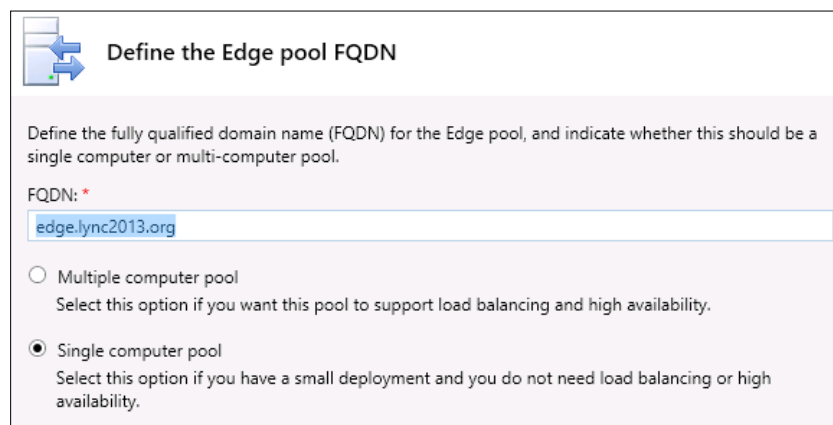 Define the Edge pool FQDN
Define the fully qualified domain name (FQDN) for the Edge pool, and indicate whether this should be a
single computer or multi-computer pool.
FQDN: *
edge.lync2013.org
Multiple computer pool
Select this option if you want this pool to support load balancing and high availability.
Single computer pool
Select this option if you have a small deployment and you do not need load balancing or high
availability.